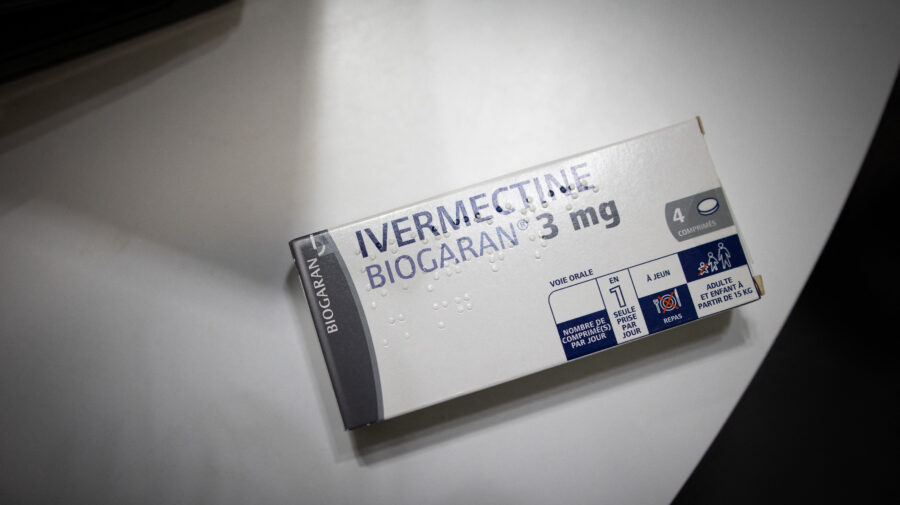 IVERMECTINE
BIOGARAN® 3 mg
BIOGARAN
4
COMPRIMÉS
VOIE ORALE
NOMBRE DE
COMPRIMÉ(S)
PAR JOUR
EN
1
SEULE
PRISE
PAR
JOUR
À JEUN
REPAS
ADULTE
ET ENFANT À
PARTIR DE 15 KG